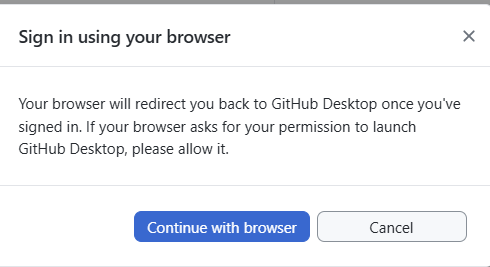 Sign in using your browser
Your browser will redirect you back to GitHub Desktop once you've
signed in. If your browser asks for your permission to launch
GitHub Desktop, please allow it.
Continue with browser
Cancel